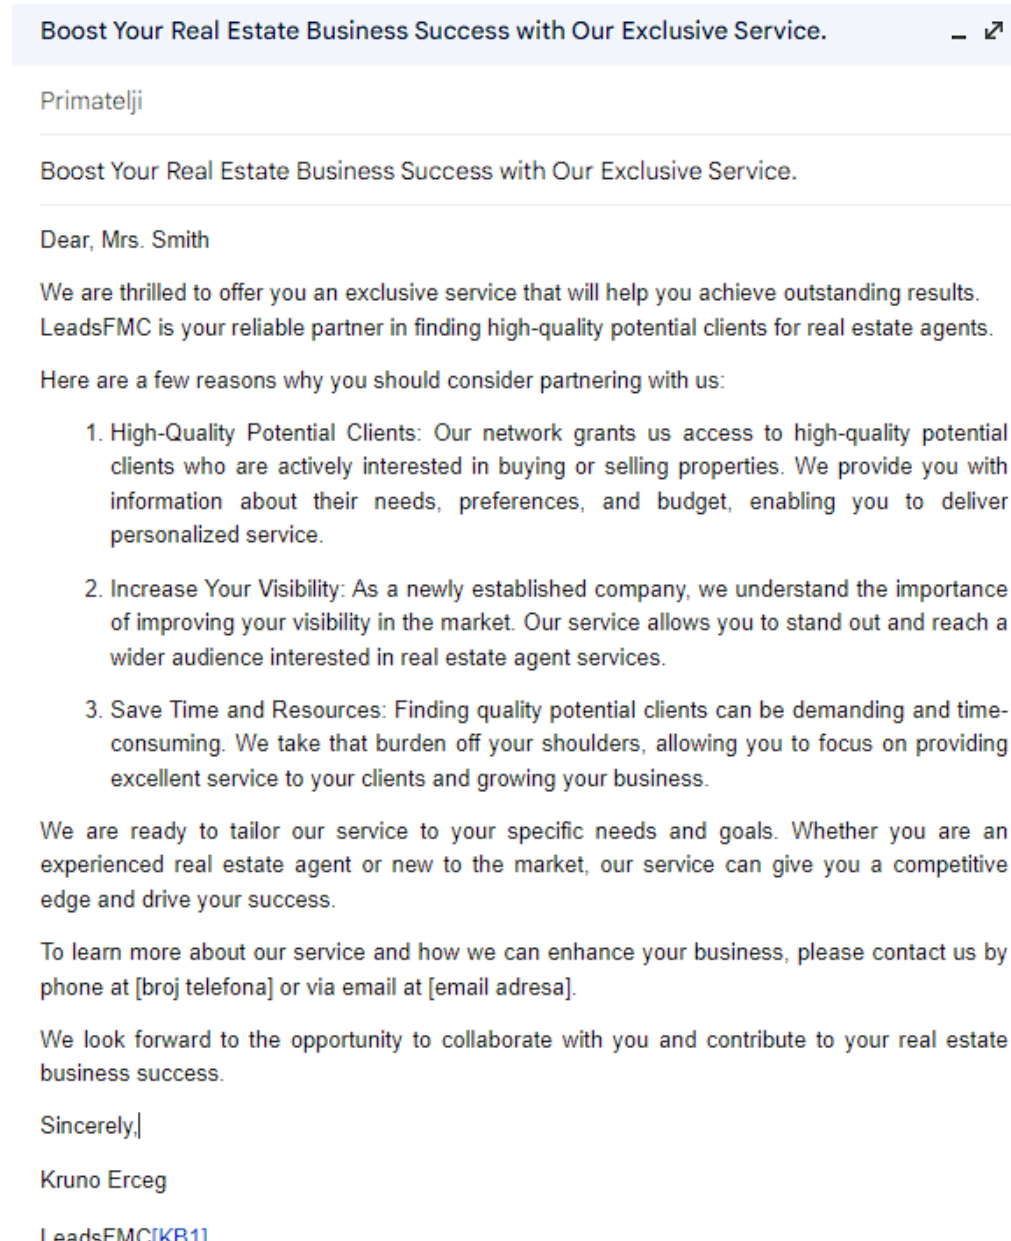 Boost Your Real Estate Business Success with Our Exclusive Service.
Primatelji
Boost Your Real Estate Business Success with Our Exclusive Service.
Dear, Mrs. Smith
We are thrilled to offer you an exclusive service that will help you achieve outstanding results.
LeadsFMC is your reliable partner in finding high-quality potential clients for real estate agents.
Here are a few reasons why you should consider partnering with us:
1. High-Quality Potential Clients: Our network grants us access to high-quality potential
clients who are actively interested in buying or selling properties. We provide you with
information about their needs, preferences, and budget, enabling you to deliver
personalized service.
2. Increase Your Visibility: As a newly established company, we understand the importance
of improving your visibility in the market. Our service allows you to stand out and reach a
wider audience interested in real estate agent services.
3. Save Time and Resources: Finding quality potential clients can be demanding and time-
consuming. We take that burden off your shoulders, allowing you to focus on providing
excellent service to your clients and growing your business.
We are ready to tailor our service to your specific needs and goals. Whether you are an
experienced real estate agent or new to the market, our service can give you a competitive
edge and drive your success.
To learn more about our service and how we can enhance your business, please contact us by
phone at [broj telefona] or via email at [email adresa].
We look forward to the opportunity to collaborate with you and contribute to your real estate
business success.
Sincerely,
Kruno Erceg
LeadsFMC[KB1]